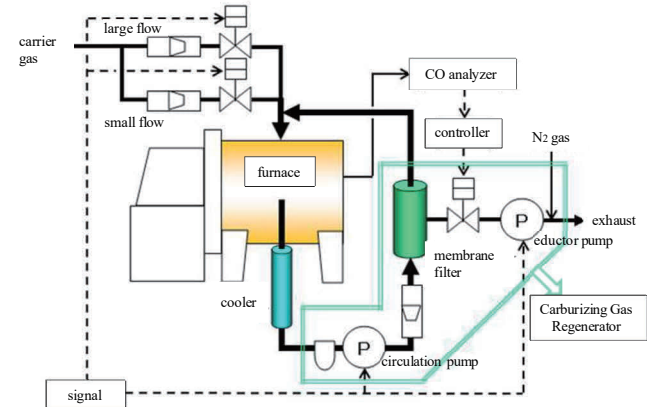 large flow
carrier
gas
CO analyzer
small flow
controller
N2 gas
furnace
P
exhaust
eductor pump
membrane
filter
cooler
Carburizing Gas
Regenerator
P
circulation pump
signal